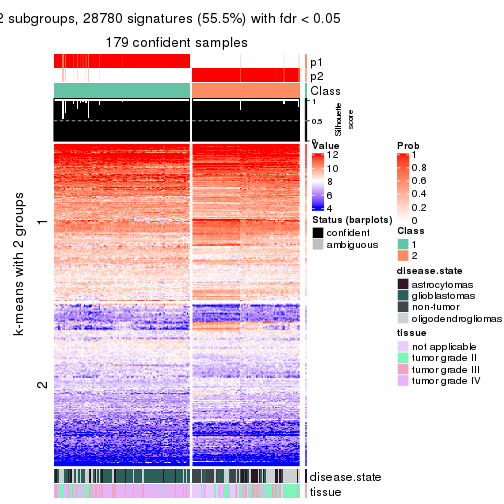 2 subgroups, 28780 signatures (55.5%) with fdr < 0.05
179 confident samples
p1
p2
Class
1
0.5
0
Silhouette
score
k-means with 2 groups
1
2
Value
12
10
8
6
4
Status (barplots)
confident
ambiguous
Prob
1
0.8
0.6
0.4
0.2
0
Class
1
2
disease.state
astrocytomas
glioblastomas
non-tumor
oligodendrogliomas
tissue
not applicable
tumor grade II
tumor grade III
tumor grade IV
disease.state
tissue